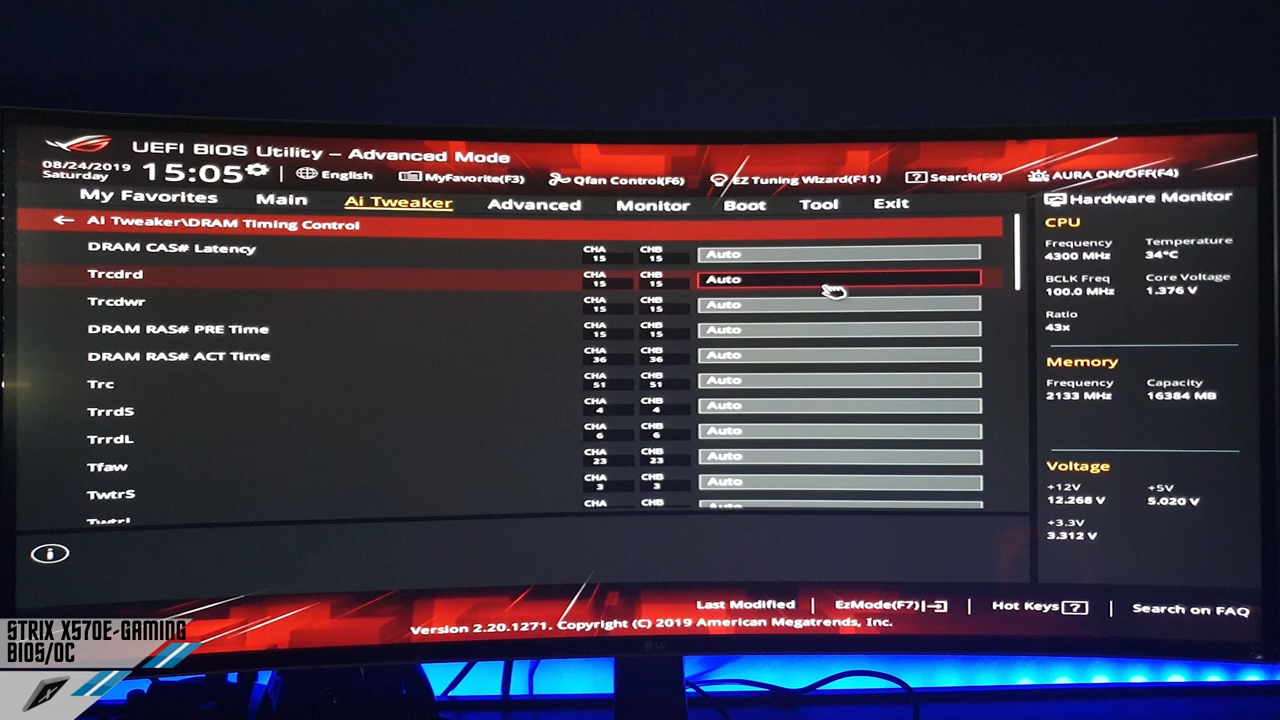 UEFI BIOS Utility – Advanced Mode
08/24/2019
Saturday
15:05
English
MyFavorite(F3)
Qfan Control(F6)
EZ Tuning Wizard(F11)
Search(F9)
AURA ON/OFF(F4)
My Favorites Main Ai Tweaker Advanced Monitor Boot Tool Exit
Hardware Monitor
Ai Tweaker\DRAM Timing Control
DRAM CAS# Latency CHA 15 CHB 15 Auto
Trcdrd CHA 15 CHB 15 Auto
Trcdwr CHA 15 CHB 15 Auto
DRAM RAS# PRE Time CHA 15 CHB 15 Auto
DRAM RAS# ACT Time CHA 36 CHB 36 Auto
Trc CHA 51 CHB 51 Auto
TrrdS CHA 4 CHB 4 Auto
TrrdL CHA 6 CHB 6 Auto
Tfaw CHA 23 CHB 23 Auto
TwtrS CHA 3 CHB 3 Auto
TwtrL CHA CHB Auto
CPU
Frequency Temperature
4300 MHz 34°C
BCLK Freq Core Voltage
100.0 MHz 1.376 V
Ratio
43x
Memory
Frequency Capacity
2133 MHz 16384 MB
Voltage
+12V +5V
12.268 V 5.020 V
+3.3V
3.312 V
Last Modified
EzMode(F7)
Hot Keys ?
Search on FAQ
Version 2.20.1271. Copyright (C) 2019 American Megatrends, Inc.
LG
STRIX X570E-GAMING
BIOS/OC